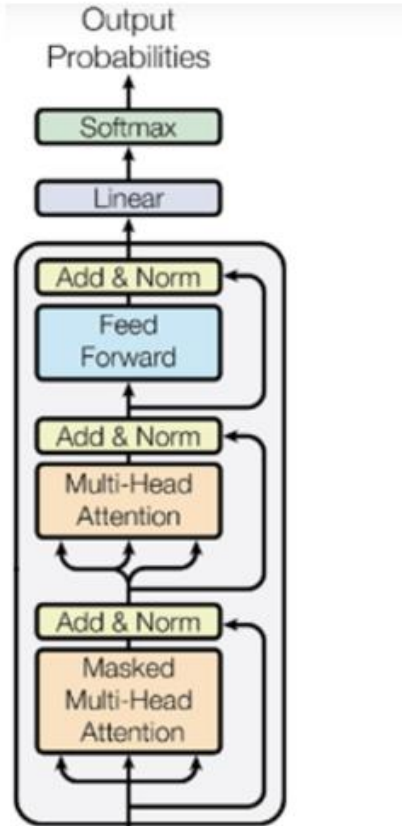 Output
Probabilities
Softmax
Linear
Add & Norm
Feed
Forward
Add & Norm
Multi-Head
Attention
Add & Norm
Masked
Multi-Head
Attention